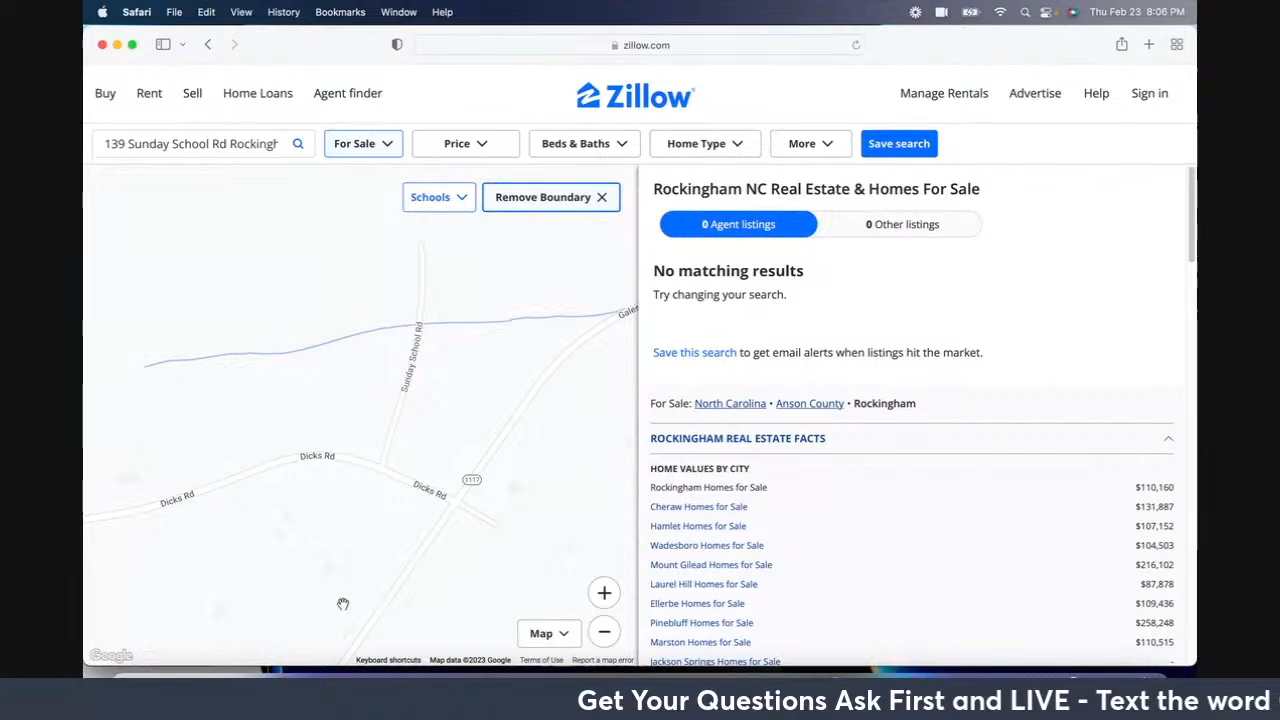 Safari File Edit View History Bookmarks Window Help Thu Feb 23 8:06 PM
zillow.com
Buy Rent Sell Home Loans Agent finder Zillow Manage Rentals Advertise Help Sign in
139 Sunday School Rd Rockingh For Sale Price Beds & Baths Home Type More Save search
Schools Remove Boundary
Gales
Sunday School Rd
Dicks Rd
Dicks Rd
Dicks Rd
1117
Map
Google
Keyboard shortcuts Map data ©2023 Google Terms of Use Report a map error
Rockingham NC Real Estate & Homes For Sale
0 Agent listings 0 Other listings
No matching results
Try changing your search.
Save this search to get email alerts when listings hit the market.
For Sale: North Carolina • Anson County • Rockingham
ROCKINGHAM REAL ESTATE FACTS
HOME VALUES BY CITY
Rockingham Homes for Sale $110,160
Cheraw Homes for Sale $131,887
Hamlet Homes for Sale $107,152
Wadesboro Homes for Sale $104,503
Mount Gilead Homes for Sale $216,102
Laurel Hill Homes for Sale $87,878
Ellerbe Homes for Sale $109,436
Pinebluff Homes for Sale $258,248
Marston Homes for Sale $110,515
Jackson Springs Homes for Sale -
Get Your Questions Ask First and LIVE - Text the word